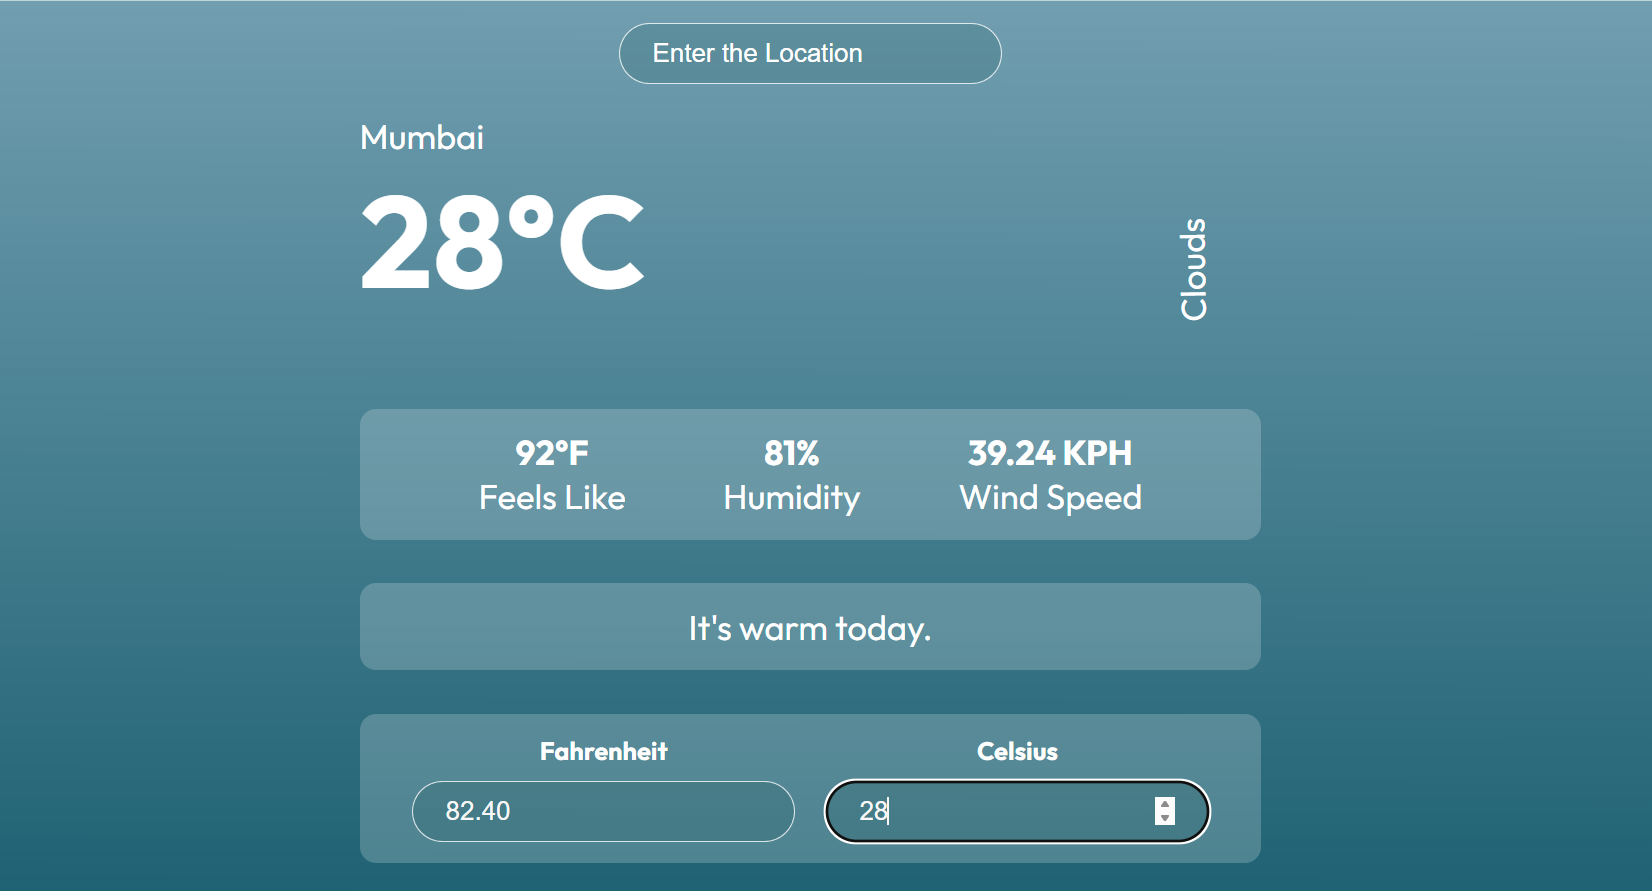 Enter the Location
Mumbai
28°C
Clouds
92°F
Feels Like
81%
Humidity
39.24 KPH
Wind Speed
It's warm today.
Fahrenheit
82.40
Celsius
28